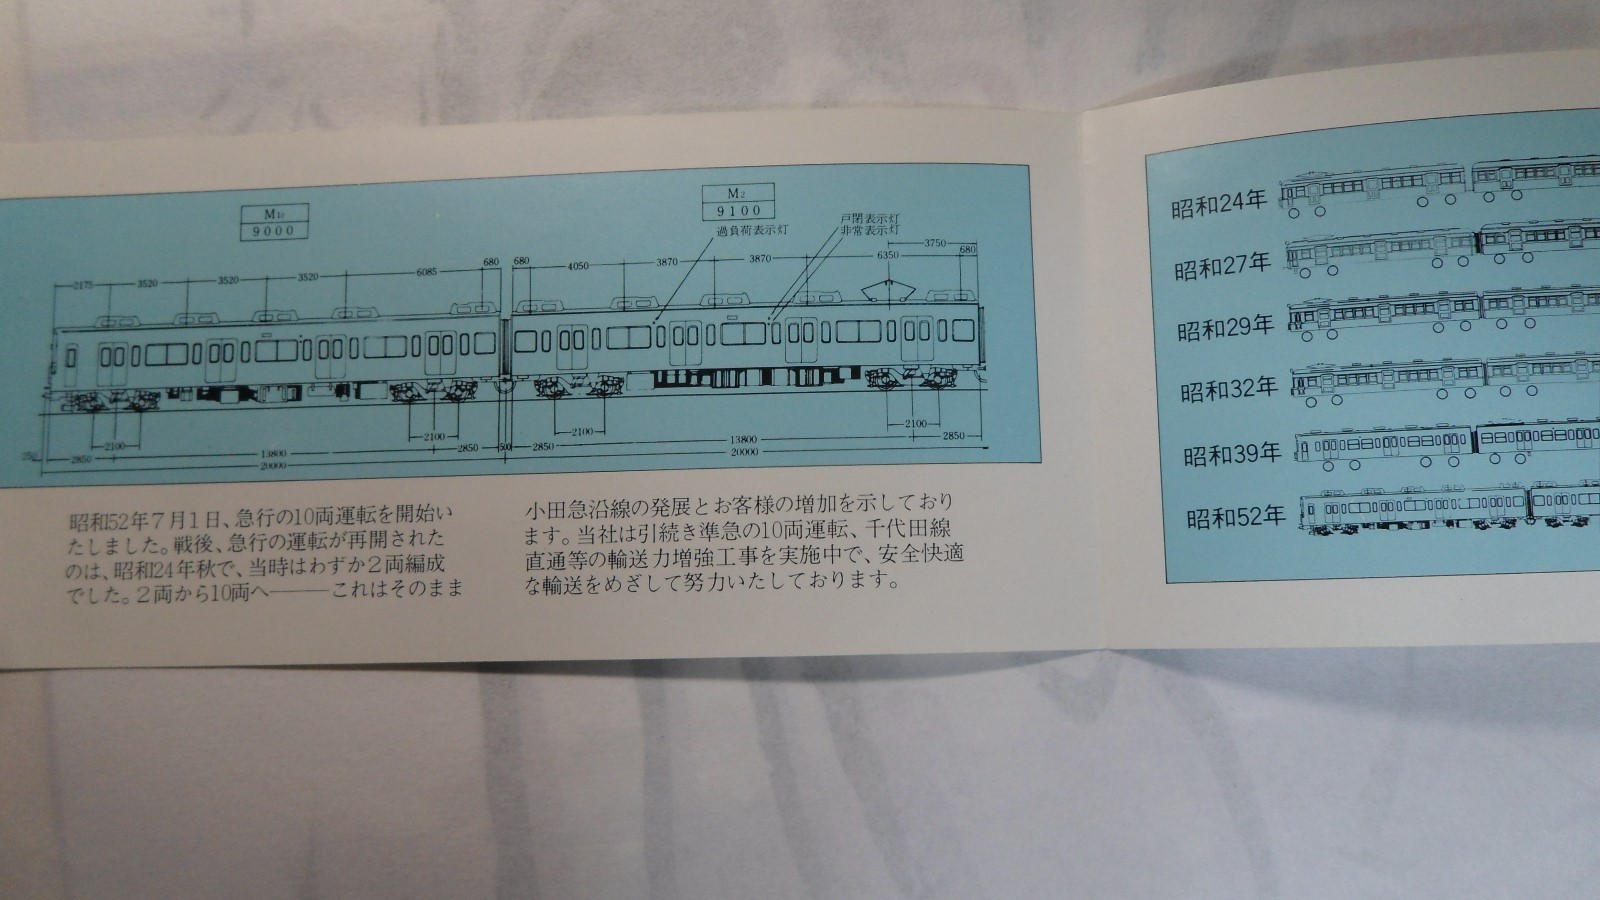 9000
M2
9100
過負荷表示灯
戸閉表示灯
非常表示灯
3750
680
2175
3520
3520
3520
6085
680
680
4050
3870
3870
6350
2100
2100
2100
2100
2850
13800
2850
500
2850
13800
2850
20000
20000
昭和52年7月1日、急行の10両運転を開始い
たしました。戦後、急行の運転が再開された
のは、昭和24年秋で、当時はわずか2両編成
でした。2両から10両へ———これはそのまま
小田急沿線の発展とお客様の増加を示しており
ます。当社は引続き準急の10両運転、千代田線
直通等の輸送力増強工事を実施中で、安全快適
な輸送をめざして努力いたしております。
昭和24年
昭和27年
昭和29年
昭和32年
昭和39年
昭和52年